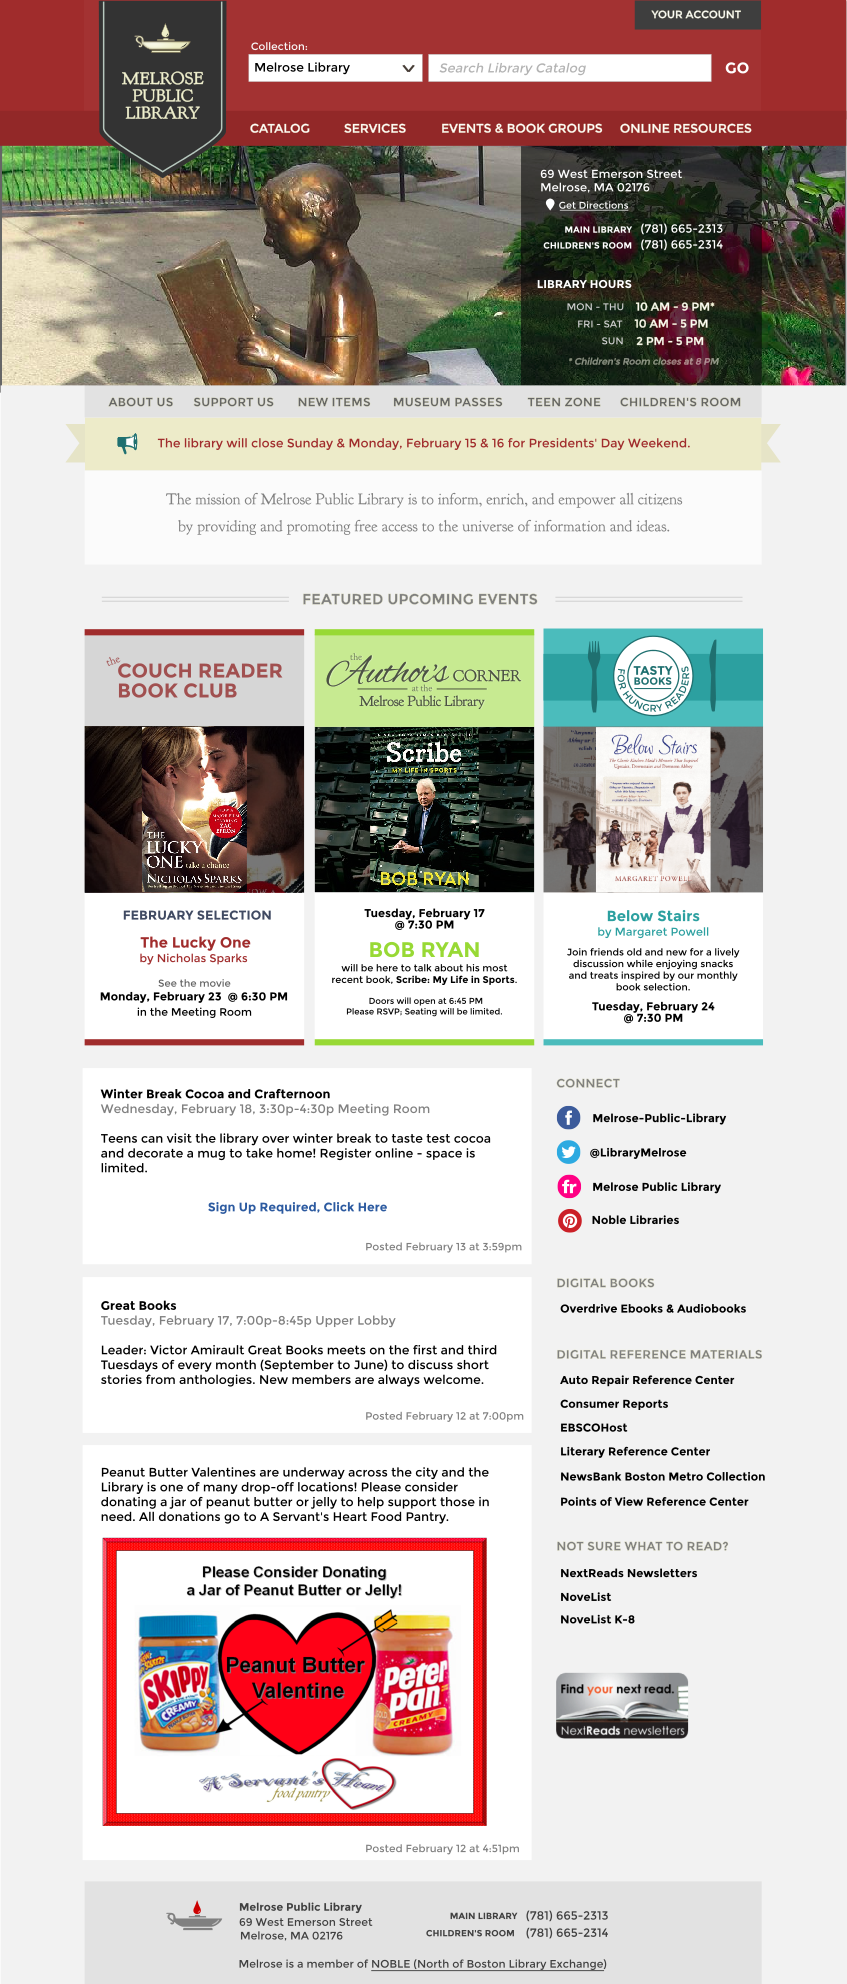 YOUR ACCOUNT
MELROSE
PUBLIC
LIBRARY
Collection:
Melrose Library
Search Library Catalog
GO
CATALOG
SERVICES
EVENTS & BOOK GROUPS
ONLINE RESOURCES
69 West Emerson Street
Melrose, MA 02176
Get Directions
MAIN LIBRARY (781) 665-2313
CHILDREN'S ROOM (781) 665-2314
LIBRARY HOURS
MON - THU 10 AM - 9 PM*
FRI - SAT 10 AM - 5 PM
SUN 2 PM - 5 PM
* Children's Room closes at 8 PM
ABOUT US
SUPPORT US
NEW ITEMS
MUSEUM PASSES
TEEN ZONE
CHILDREN'S ROOM
The library will close Sunday & Monday, February 15 & 16 for Presidents' Day Weekend.
The mission of Melrose Public Library is to inform, enrich, and empower all citizens
by providing and promoting free access to the universe of information and ideas.
FEATURED UPCOMING EVENTS
the
COUCH READER
BOOK CLUB
THE
LUCKY
ONE take a chance
NICHOLAS SPARKS
FEBRUARY SELECTION
The Lucky One
by Nicholas Sparks
See the movie
Monday, February 23 @ 6:30 PM
in the Meeting Room
the
Author's CORNER
at the
Melrose Public Library
Scribe
MY LIFE IN SPORTS
BOB RYAN
Tuesday, February 17
@ 7:30 PM
BOB RYAN
will be here to talk about his most
recent book, Scribe: My Life in Sports.
Doors will open at 6:45 PM
Please RSVP; Seating will be limited.
TASTY
BOOKS
FOR HUNGRY READERS
Below Stairs
MARGARET POWELL
Below Stairs
by Margaret Powell
Join friends old and new for a lively
discussion while enjoying snacks
and treats inspired by our monthly
book selection.
Tuesday, February 24
@ 7:30 PM
Winter Break Cocoa and Crafternoon
Wednesday, February 18, 3:30p-4:30p Meeting Room
Teens can visit the library over winter break to taste test cocoa
and decorate a mug to take home! Register online - space is
limited.
Sign Up Required, Click Here
Posted February 13 at 3:59pm
Great Books
Tuesday, February 17, 7:00p-8:45p Upper Lobby
Leader: Victor Amirault Great Books meets on the first and third
Tuesdays of every month (September to June) to discuss short
stories from anthologies. New members are always welcome.
Posted February 12 at 7:00pm
Peanut Butter Valentines are underway across the city and the
Library is one of many drop-off locations! Please consider
donating a jar of peanut butter or jelly to help support those in
need. All donations go to A Servant's Heart Food Pantry.
Please Consider Donating
a Jar of Peanut Butter or Jelly!
SKIPPY
CREAMY
Peanut Butter
Valentine
Peter
pan
CREAMY
A Servant's Heart
food pantry
Posted February 12 at 4:51pm
CONNECT
Melrose-Public-Library
@LibraryMelrose
fr Melrose Public Library
Noble Libraries
DIGITAL BOOKS
Overdrive Ebooks & Audiobooks
DIGITAL REFERENCE MATERIALS
Auto Repair Reference Center
Consumer Reports
EBSCOHost
Literary Reference Center
NewsBank Boston Metro Collection
Points of View Reference Center
NOT SURE WHAT TO READ?
NextReads Newsletters
NoveList
NoveList K-8
Find your next read.
NextReads newsletters
Melrose Public Library
69 West Emerson Street
Melrose, MA 02176
MAIN LIBRARY (781) 665-2313
CHILDREN'S ROOM (781) 665-2314
Melrose is a member of NOBLE (North of Boston Library Exchange)